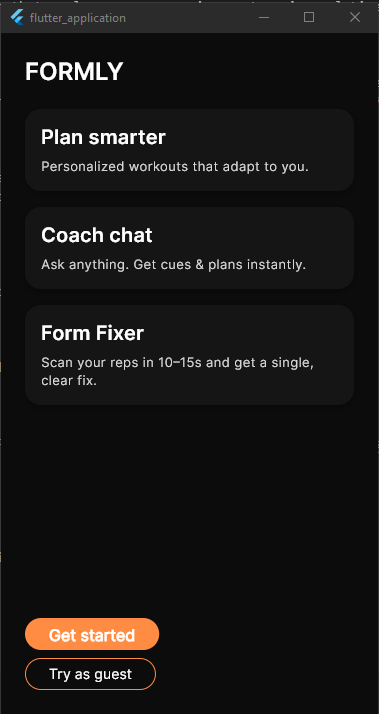 flutter_application
FORMLY
Plan smarter
Personalized workouts that adapt to you.
Coach chat
Ask anything. Get cues & plans instantly.
Form Fixer
Scan your reps in 10–15s and get a single,
clear fix.
Get started
Try as guest